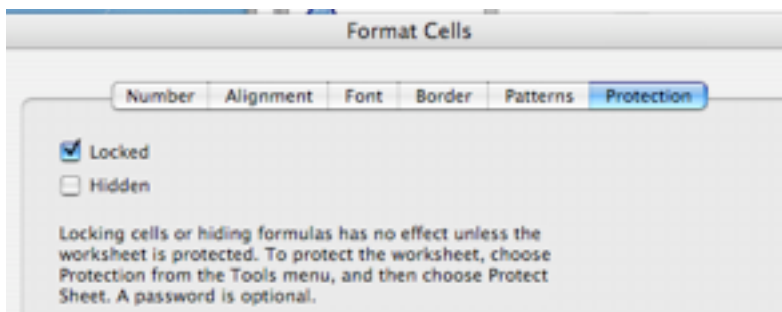 Format Cells
Number Alignment Font Border Patterns Protection
Locked
Hidden
Locking cells or hiding formulas has no effect unless the
worksheet is protected. To protect the worksheet, choose
Protection from the Tools menu, and then choose Protect
Sheet. A password is optional.